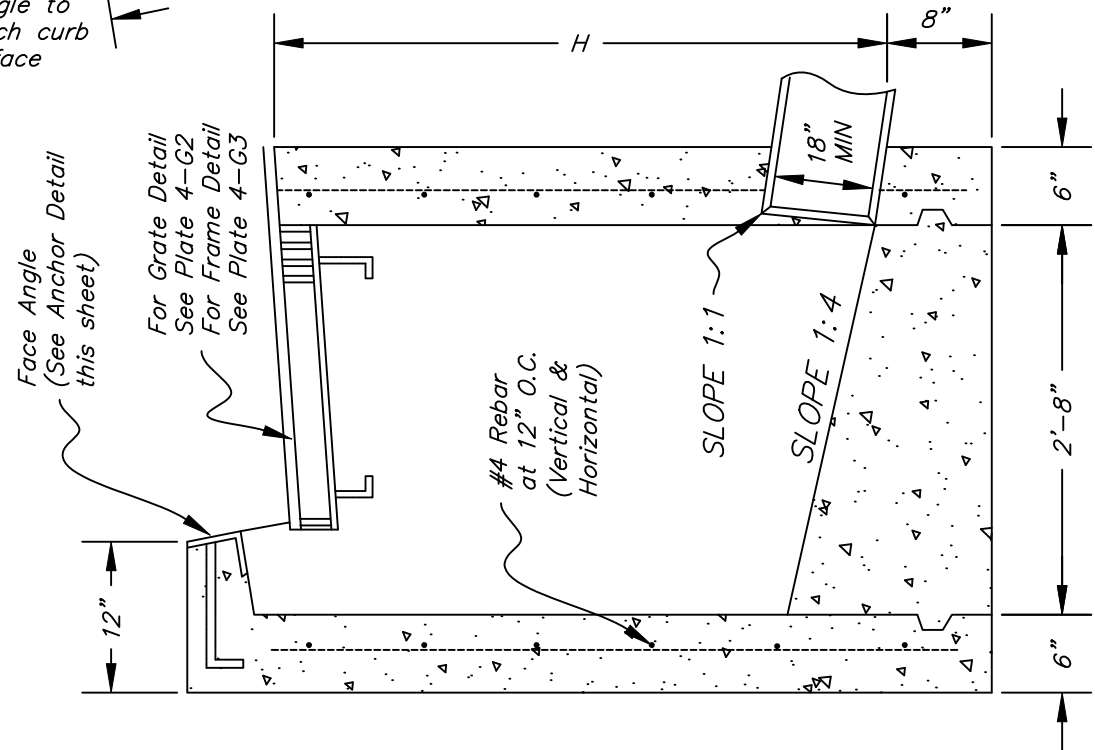 gle to
ch curb
face
H
8"
18"
MIN
6"
2'-8"
6"
12"
Face Angle
(See Anchor Detail
this sheet)
For Grate Detail
See Plate 4-G2
For Frame Detail
See Plate 4-G3
#4 Rebar
at 12" O.C.
(Vertical &
Horizontal)
SLOPE 1:1
SLOPE 1:4